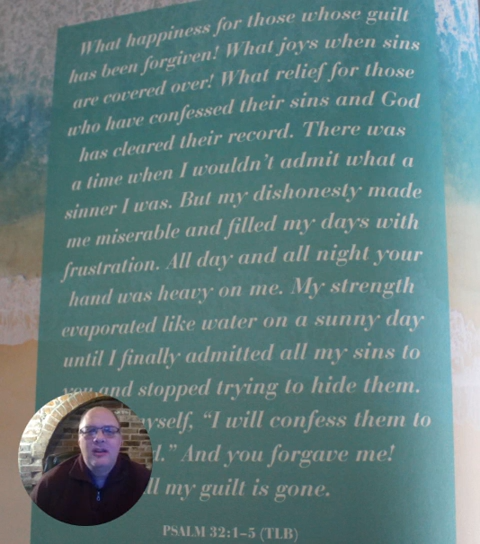 What happiness for those whose guilt
has been forgiven! What joys when sins
are covered over! What relief for those
who have confessed their sins and God
has cleared their record. There was
a time when I wouldn't admit what a
sinner I was. But my dishonesty made
me miserable and filled my days with
frustration. All day and all night your
hand was heavy on me. My strength
evaporated like water on a sunny day
until I finally admitted all my sins to
you and stopped trying to hide them.
"I will confess them to
And you forgave me!
my guilt is gone.
PSALM 32:1–5 (TLB)